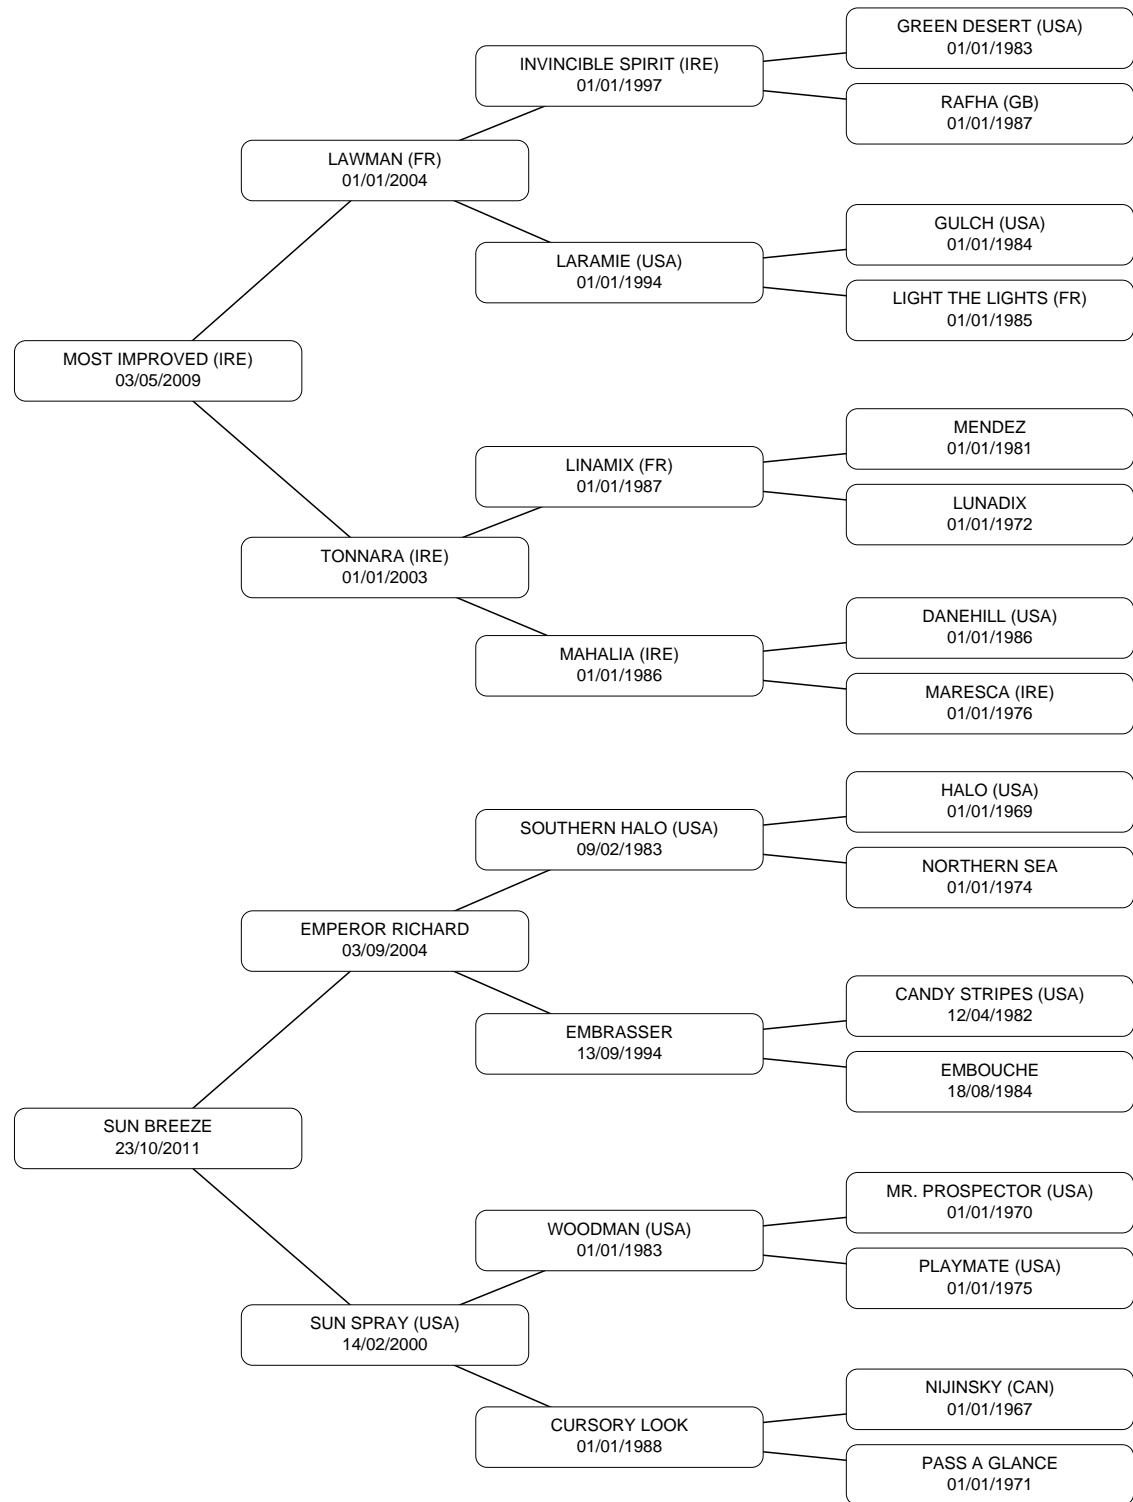 GREEN DESERT (USA)
01/01/1983
INVINCIBLE SPIRIT (IRE)
01/01/1997
RAFHA (GB)
01/01/1987
LAWMAN (FR)
01/01/2004
GULCH (USA)
01/01/1984
LARAMIE (USA)
01/01/1994
LIGHT THE LIGHTS (FR)
01/01/1985
MOST IMPROVED (IRE)
03/05/2009
MENDEZ
01/01/1981
LINAMIX (FR)
01/01/1987
LUNADIX
01/01/1972
TONNARA (IRE)
01/01/2003
DANEHILL (USA)
01/01/1986
MAHALIA (IRE)
01/01/1986
MARESCA (IRE)
01/01/1976
HALO (USA)
01/01/1969
SOUTHERN HALO (USA)
09/02/1983
NORTHERN SEA
01/01/1974
EMPEROR RICHARD
03/09/2004
CANDY STRIPES (USA)
12/04/1982
EMBRASSER
13/09/1994
EMBOUCHE
18/08/1984
SUN BREEZE
23/10/2011
MR. PROSPECTOR (USA)
01/01/1970
WOODMAN (USA)
01/01/1983
PLAYMATE (USA)
01/01/1975
SUN SPRAY (USA)
14/02/2000
NIJINSKY (CAN)
01/01/1967
CURSORY LOOK
01/01/1988
PASS A GLANCE
01/01/1971